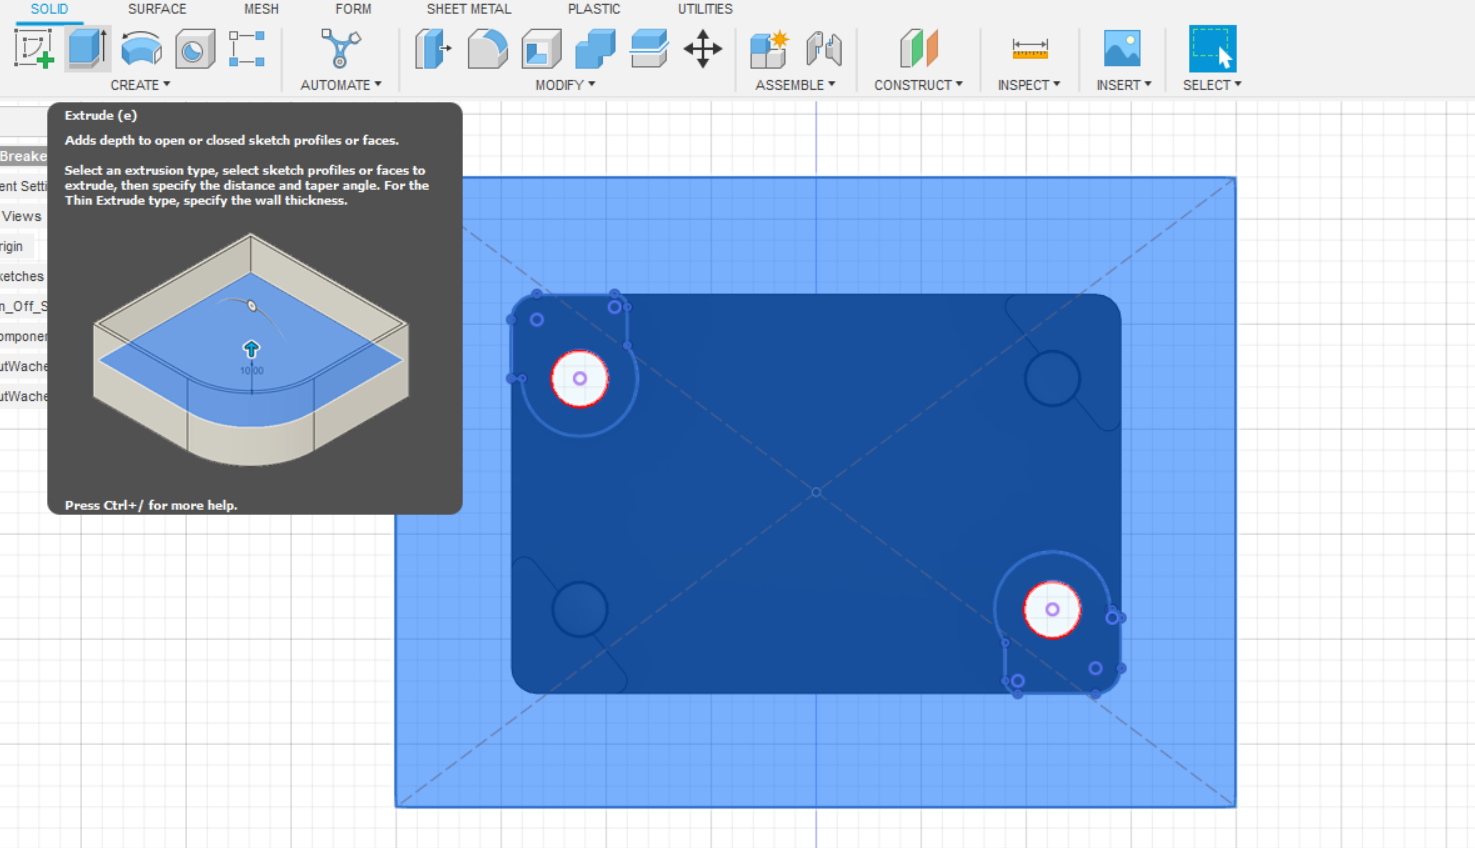 SOLID SURFACE MESH FORM SHEET METAL PLASTIC UTILITIES
CREATE AUTOMATE MODIFY ASSEMBLE CONSTRUCT INSPECT INSERT SELECT
Extrude (e)
Adds depth to open or closed sketch profiles or faces.
Select an extrusion type, select sketch profiles or faces to
extrude, then specify the distance and taper angle. For the
Thin Extrude type, specify the wall thickness.
10.00
Press Ctrl+/ for more help.
Breake
ent Setti
Views
rigin
ketches
n_Off_S
omponer
utWache
utWache